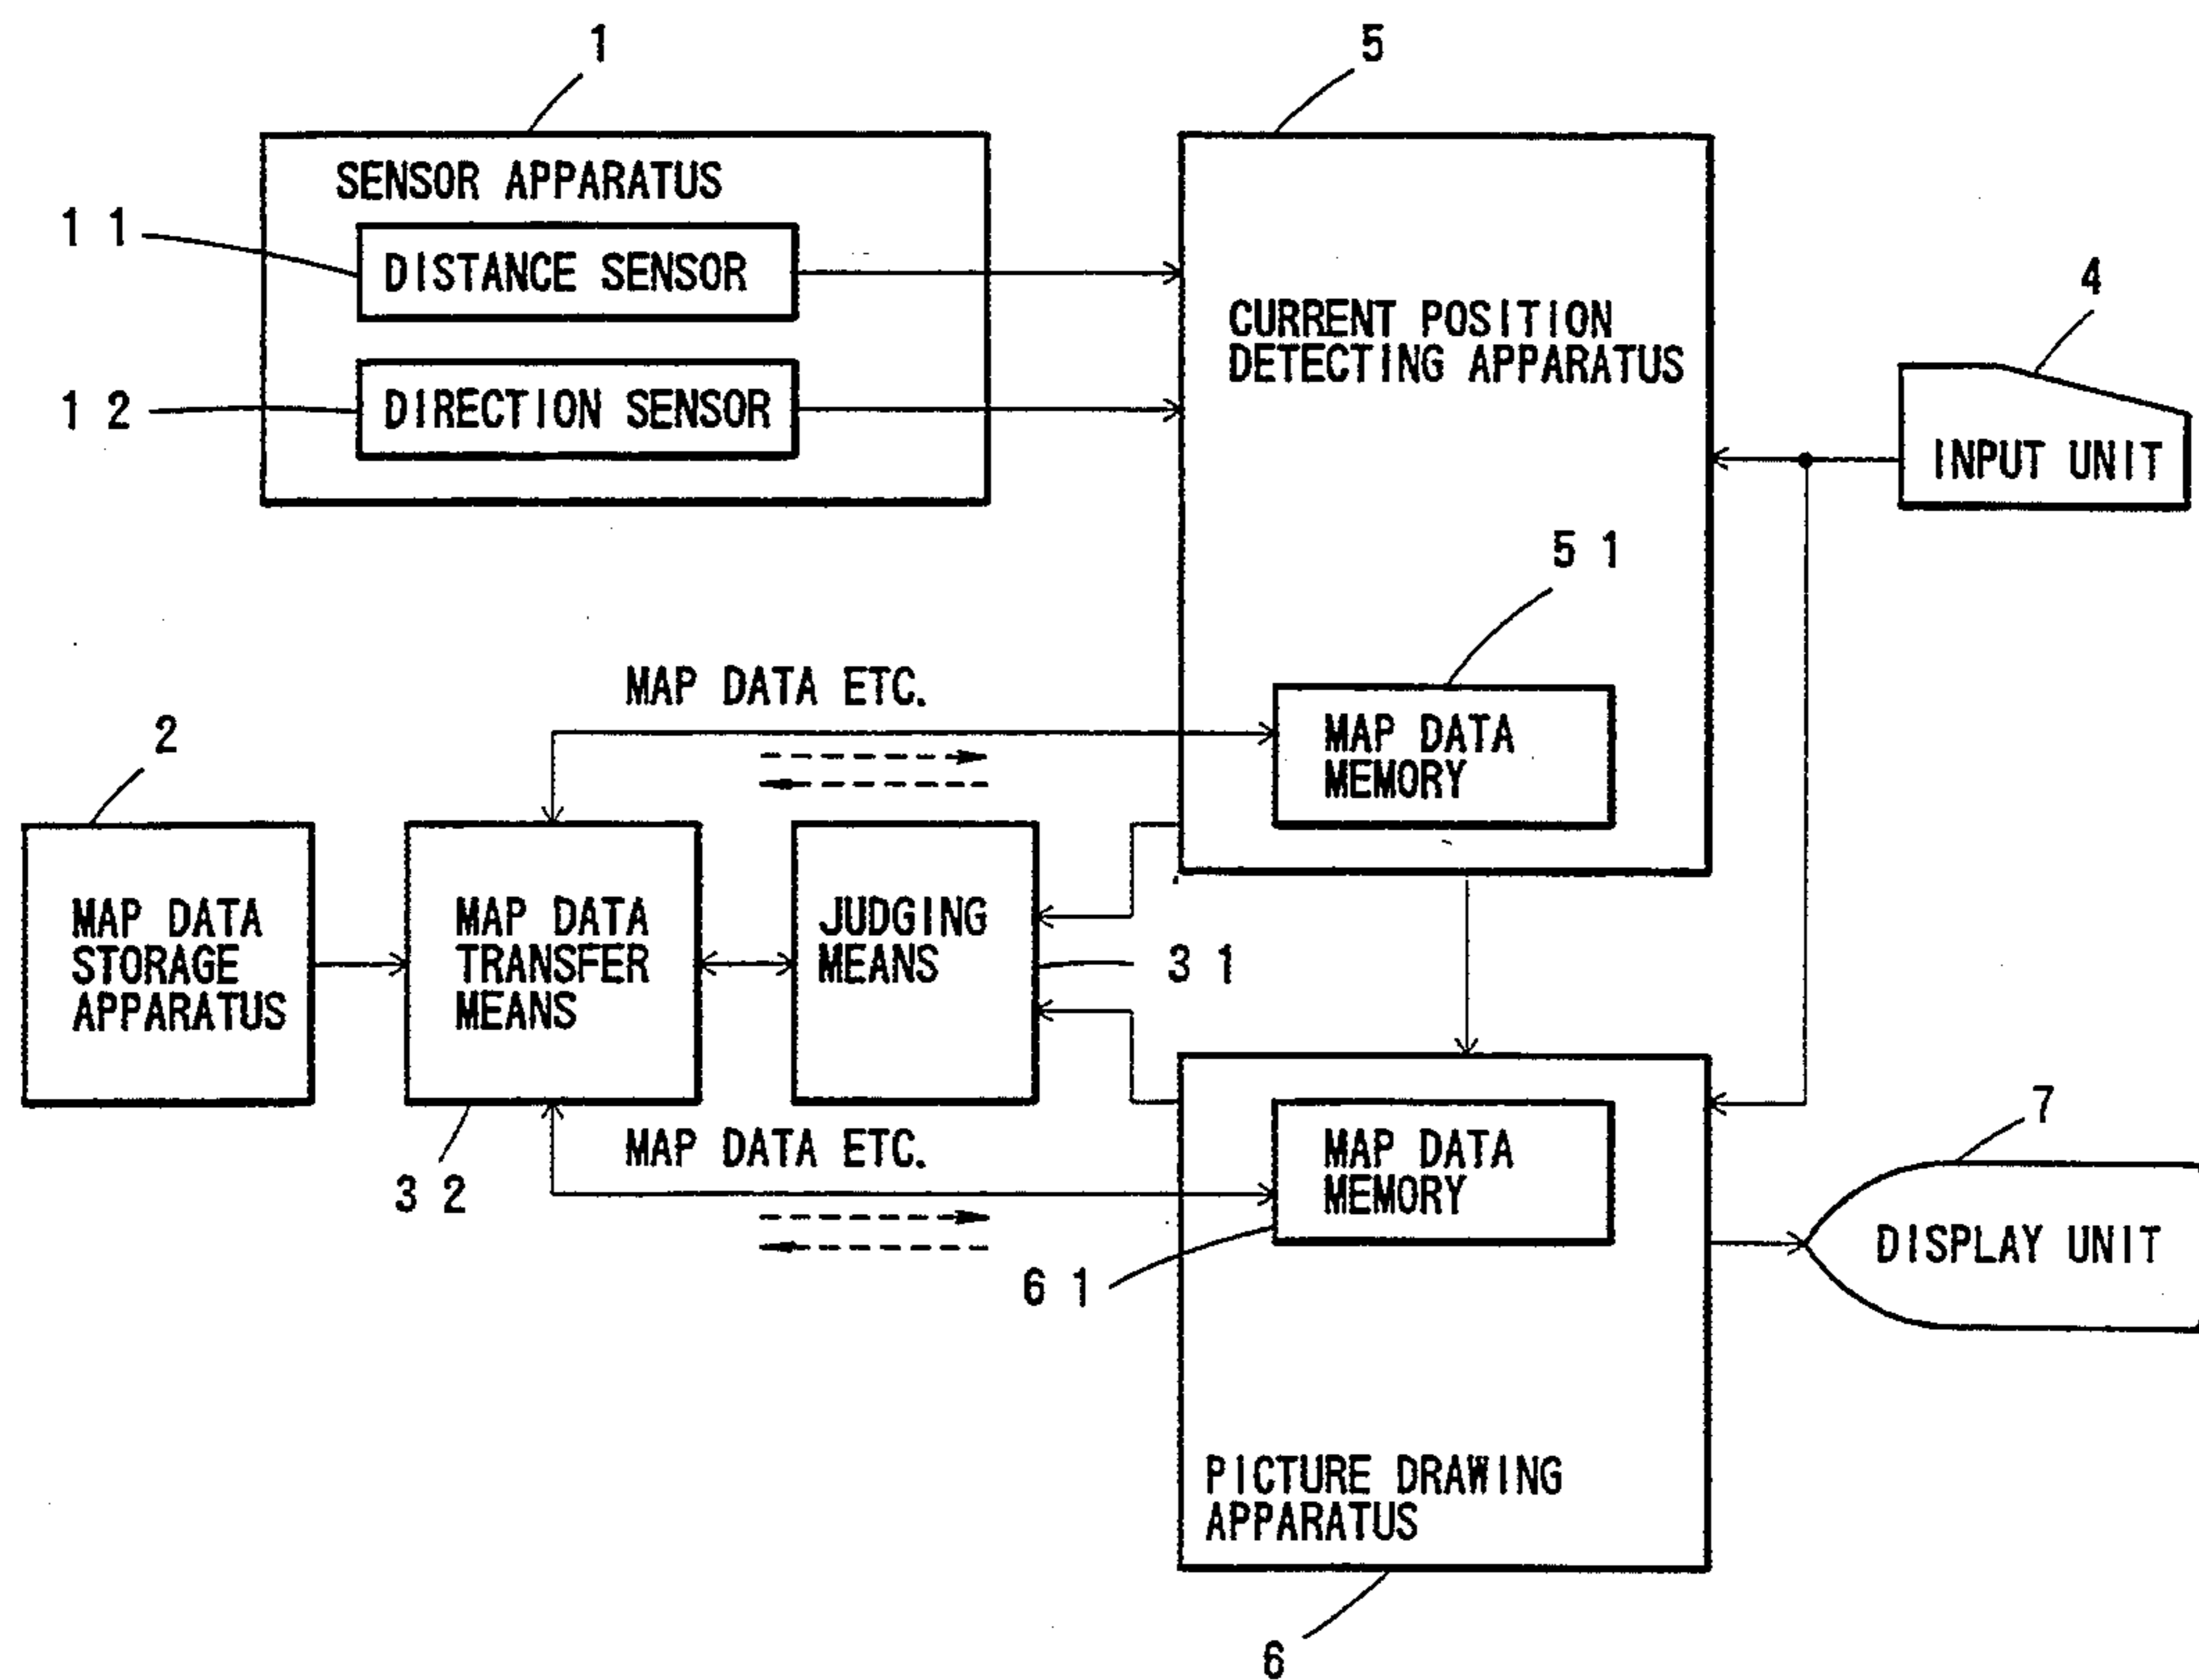 1
5
SENSOR APPARATUS
1 1
DISTANCE SENSOR
4
CURRENT POSITION
DETECTING APPARATUS
1 2
DIRECTION SENSOR
INPUT UNIT
5 1
MAP DATA ETC.
2
MAP DATA
MEMORY
MAP DATA
STORAGE
APPARATUS
MAP DATA
TRANSFER
MEANS
JUDGING
MEANS
3 1
7
MAP DATA ETC.
MAP DATA
MEMORY
3 2
DISPLAY UNIT
6 1
PICTURE DRAWING
APPARATUS
6